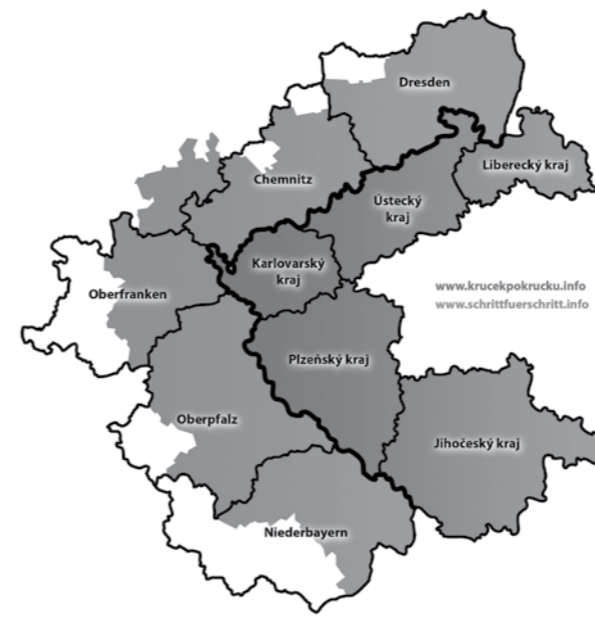 Dresden
Liberecký kraj
Chemnitz
Ústecký
kraj
Karlovarský
kraj
Oberfranken
www.krucekpokrucku.info
www.schrittfuerschritt.info
Plzeňský kraj
Oberpfalz
Jihočeský kraj
Niederbayern